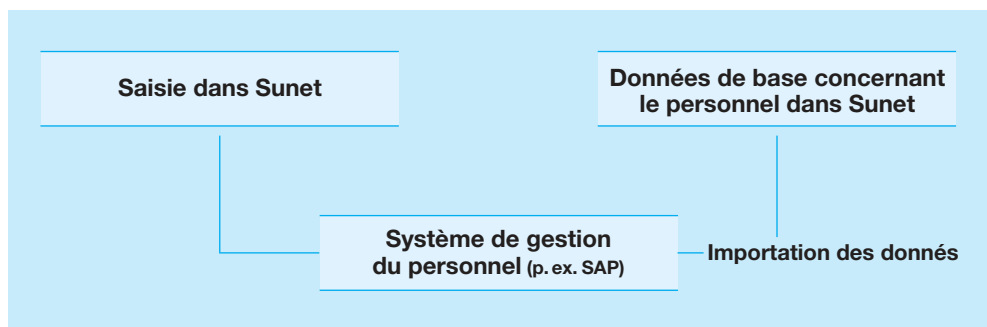 Saisie dans Sunet
Données de base concernant
le personnel dans Sunet
Système de gestion
du personnel (p. ex. SAP)
Importation des donnés